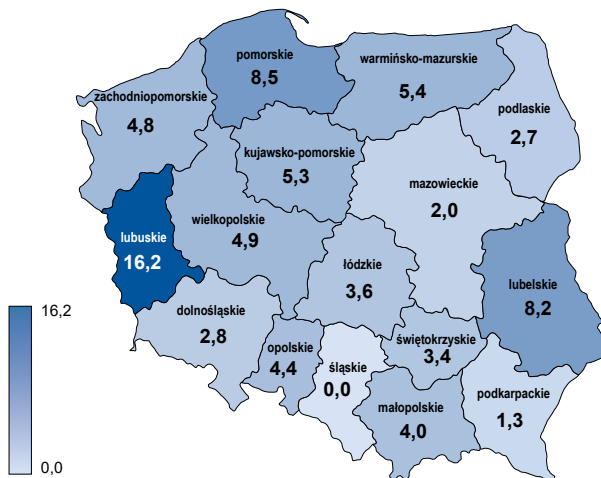 pomorskie
8,5
warmińsko-mazurskie
5,4
zachodniopomorskie
4,8
podlaskie
2,7
kujawsko-pomorskie
5,3
mazowieckie
2,0
wielkopolskie
4,9
lubuskie
16,2
łódzkie
3,6
lubelskie
8,2
dolnośląskie
2,8
opolskie
4,4
śląskie
0,0
świętokrzyskie
3,4
małopolskie
4,0
podkarpackie
1,3
16,2
0,0